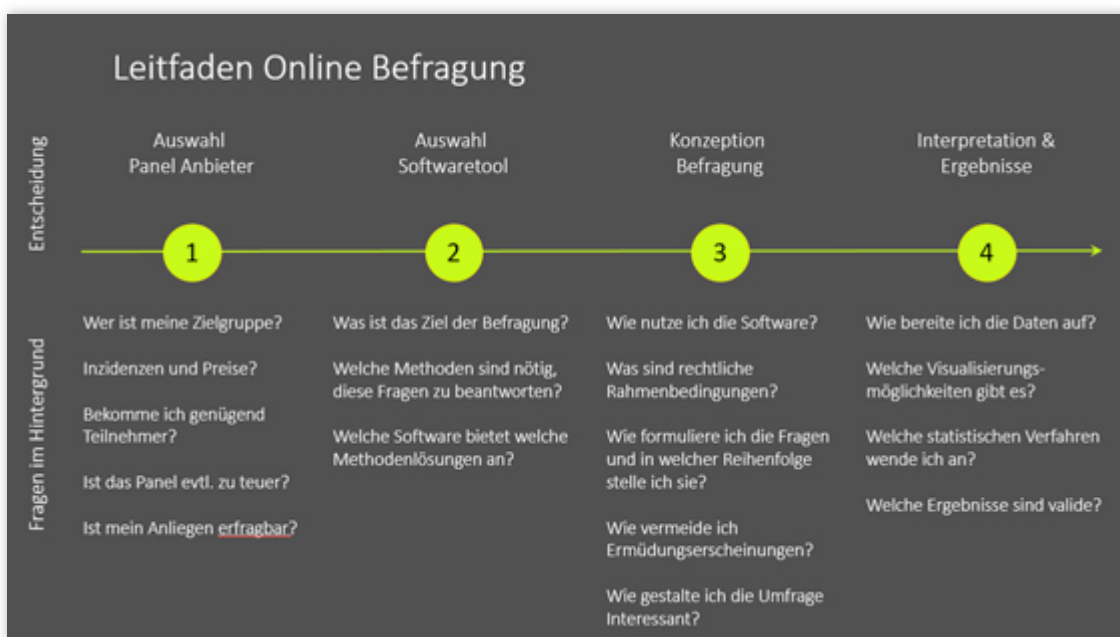 Leitfaden Online Befragung
Entscheidung
Auswahl
Panel Anbieter
Auswahl
Softwaretool
Konzeption
Befragung
Interpretation &
Ergebnisse
1
2
3
4
Fragen im Hintergrund
Wer ist meine Zielgruppe?
Inzidenzen und Preise?
Bekomme ich genügend
Teilnehmer?
Ist das Panel evtl. zu teuer?
Ist mein Anliegen erfragbar?
Was ist das Ziel der Befragung?
Welche Methoden sind nötig,
diese Fragen zu beantworten?
Welche Software bietet welche
Methodenlösungen an?
Wie nutze ich die Software?
Was sind rechtliche
Rahmenbedingungen?
Wie formuliere ich die Fragen
und in welcher Reihenfolge
stelle ich sie?
Wie vermeide ich
Ermüdungserscheinungen?
Wie gestalte ich die Umfrage
Interessant?
Wie bereite ich die Daten auf?
Welche Visualisierungs-
möglichkeiten gibt es?
Welche statistischen Verfahren
wende ich an?
Welche Ergebnisse sind valide?